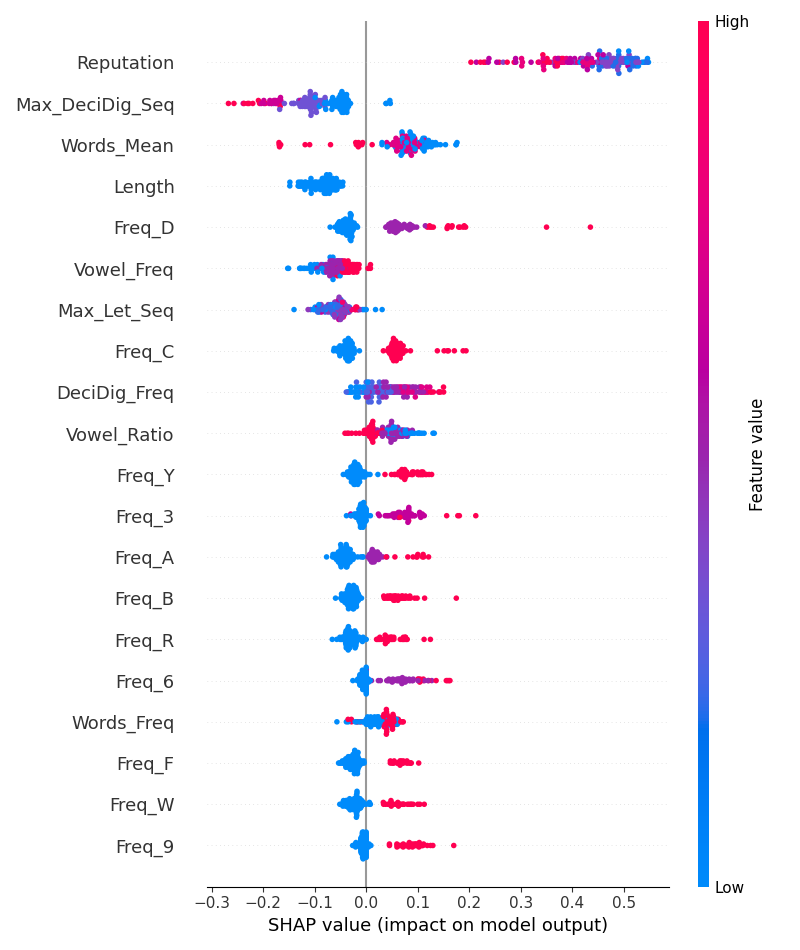 High
Reputation
Max_DeciDig_Seq
Words_Mean
Length
Freq_D
Vowel_Freq
Max_Let_Seq
Freq_C
DeciDig_Freq
Vowel_Ratio
Freq_Y
Freq_3
Freq_A
Freq_B
Freq_R
Freq_6
Words_Freq
Freq_F
Freq_W
Freq_9
Feature value
Low
−0.3 −0.2 −0.1 0.0 0.1 0.2 0.3 0.4 0.5
SHAP value (impact on model output)